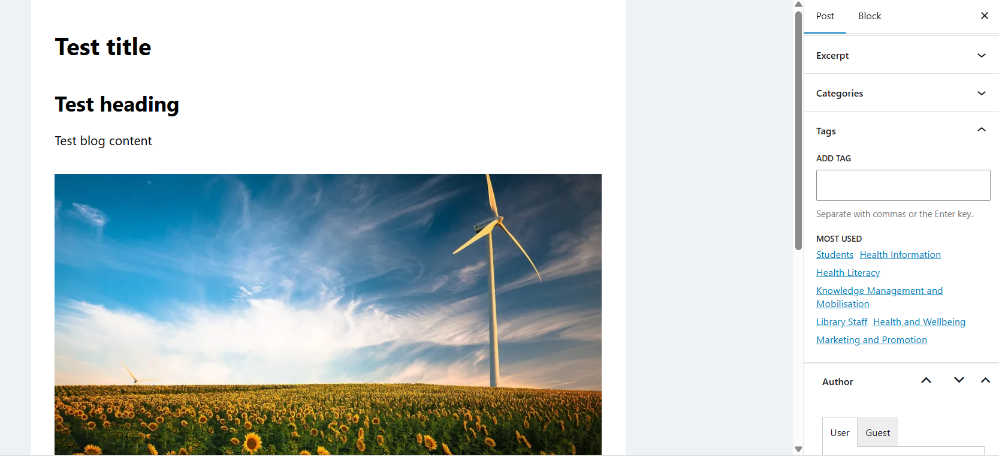 Test title
Test heading
Test blog content
Post Block
Excerpt
Categories
Tags
ADD TAG
Separate with commas or the Enter key.
MOST USED
Students Health Information
Health Literacy
Knowledge Management and
Mobilisation
Library Staff Health and Wellbeing
Marketing and Promotion
Author
User Guest